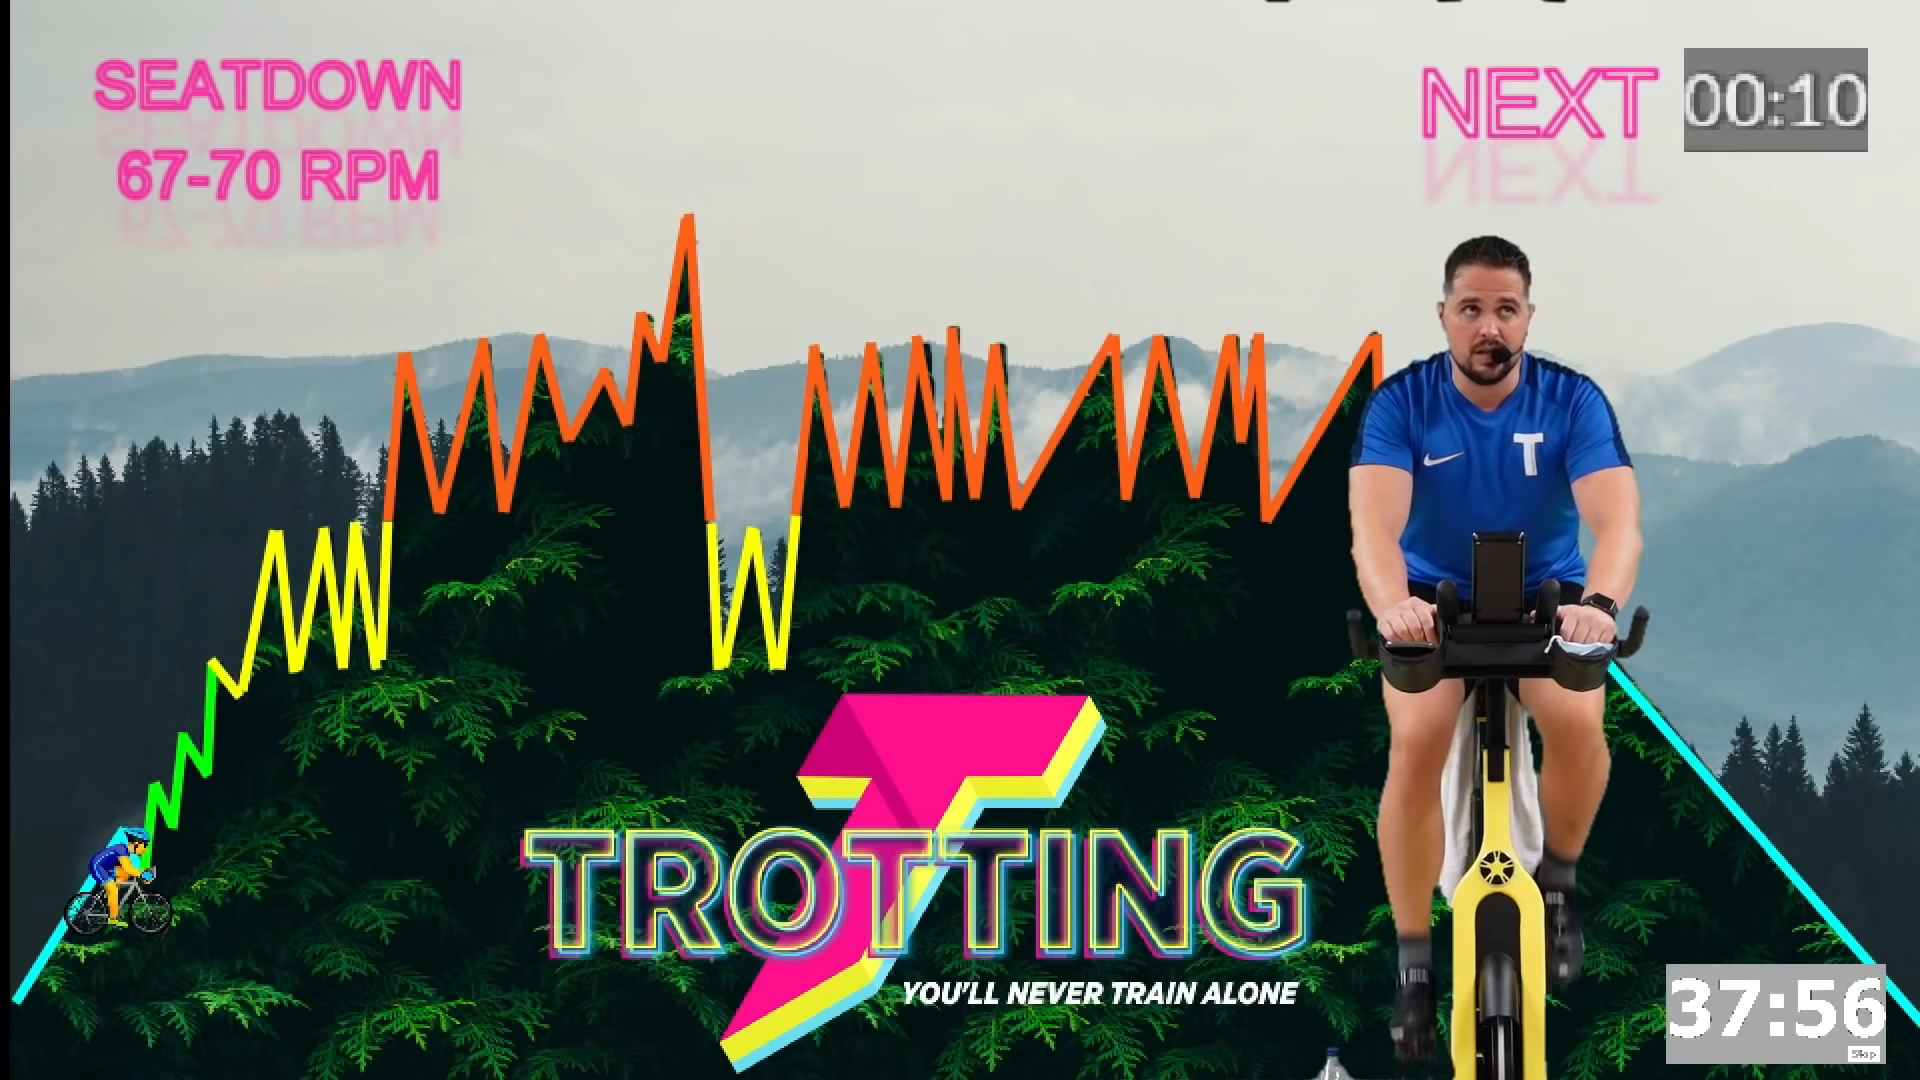 SEATDOWN
67-70 RPM
NEXT 00:10
T
TROTTING
YOU'LL NEVER TRAIN ALONE
37:56